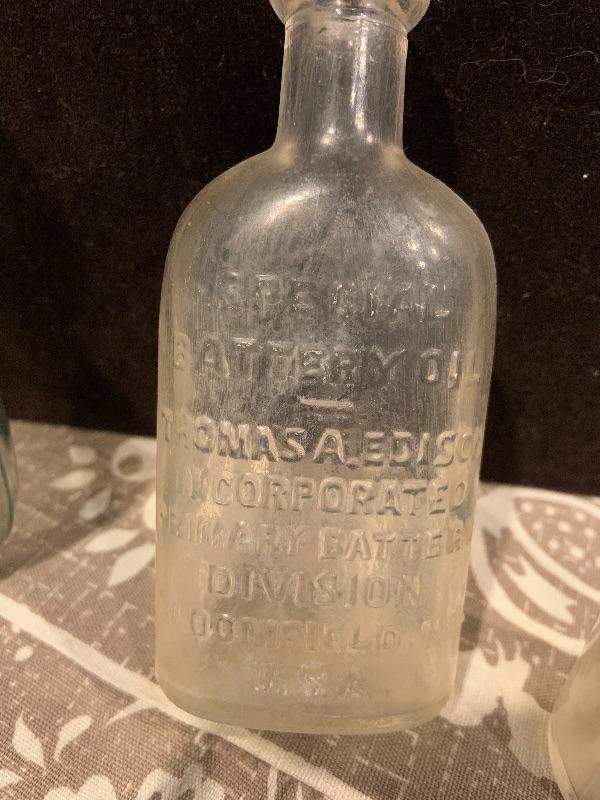 SPECIAL
BATTERY OIL
THOMAS A. EDISON
INCORPORATED
PRIMARY BATTERY
DIVISION
BLOOMFIELD. N.J.
U.S.A